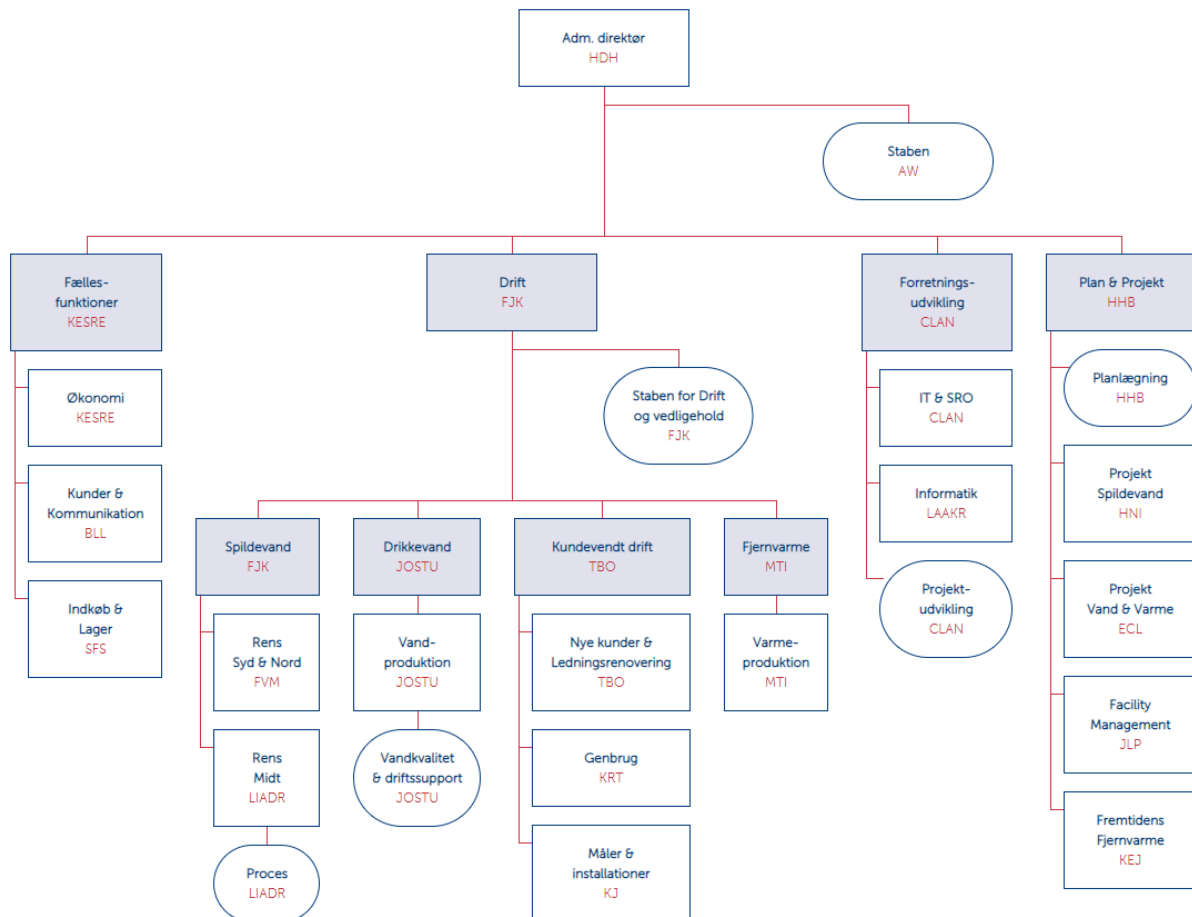 Adm. direktør
HDH
Staben
AW
Fælles-
funktioner
KESRE
Drift
FJK
Forretnings-
udvikling
CLAN
Plan & Projekt
HHB
Økonomi
KESRE
Kunder &
Kommunikation
BLL
Indkøb &
Lager
SFS
Staben for Drift
og vedligehold
FJK
Spildevand
FJK
Rens
Syd & Nord
FVM
Rens
Midt
LIADR
Proces
LIADR
Drikkevand
JOSTU
Vand-
produktion
JOSTU
Vandkvalitet
& driftssupport
JOSTU
Kundevendt drift
TBO
Nye kunder &
Ledningsrenovering
TBO
Genbrug
KRT
Måler &
installationer
KJ
Fjernvarme
MTI
Varme-
produktion
MTI
IT & SRO
CLAN
Informatik
LAAKR
Projekt-
udvikling
CLAN
Planlægning
HHB
Projekt
Spildevand
HNI
Projekt
Vand & Varme
ECL
Facility
Management
JLP
Fremtidens
Fjernvarme
KEJ